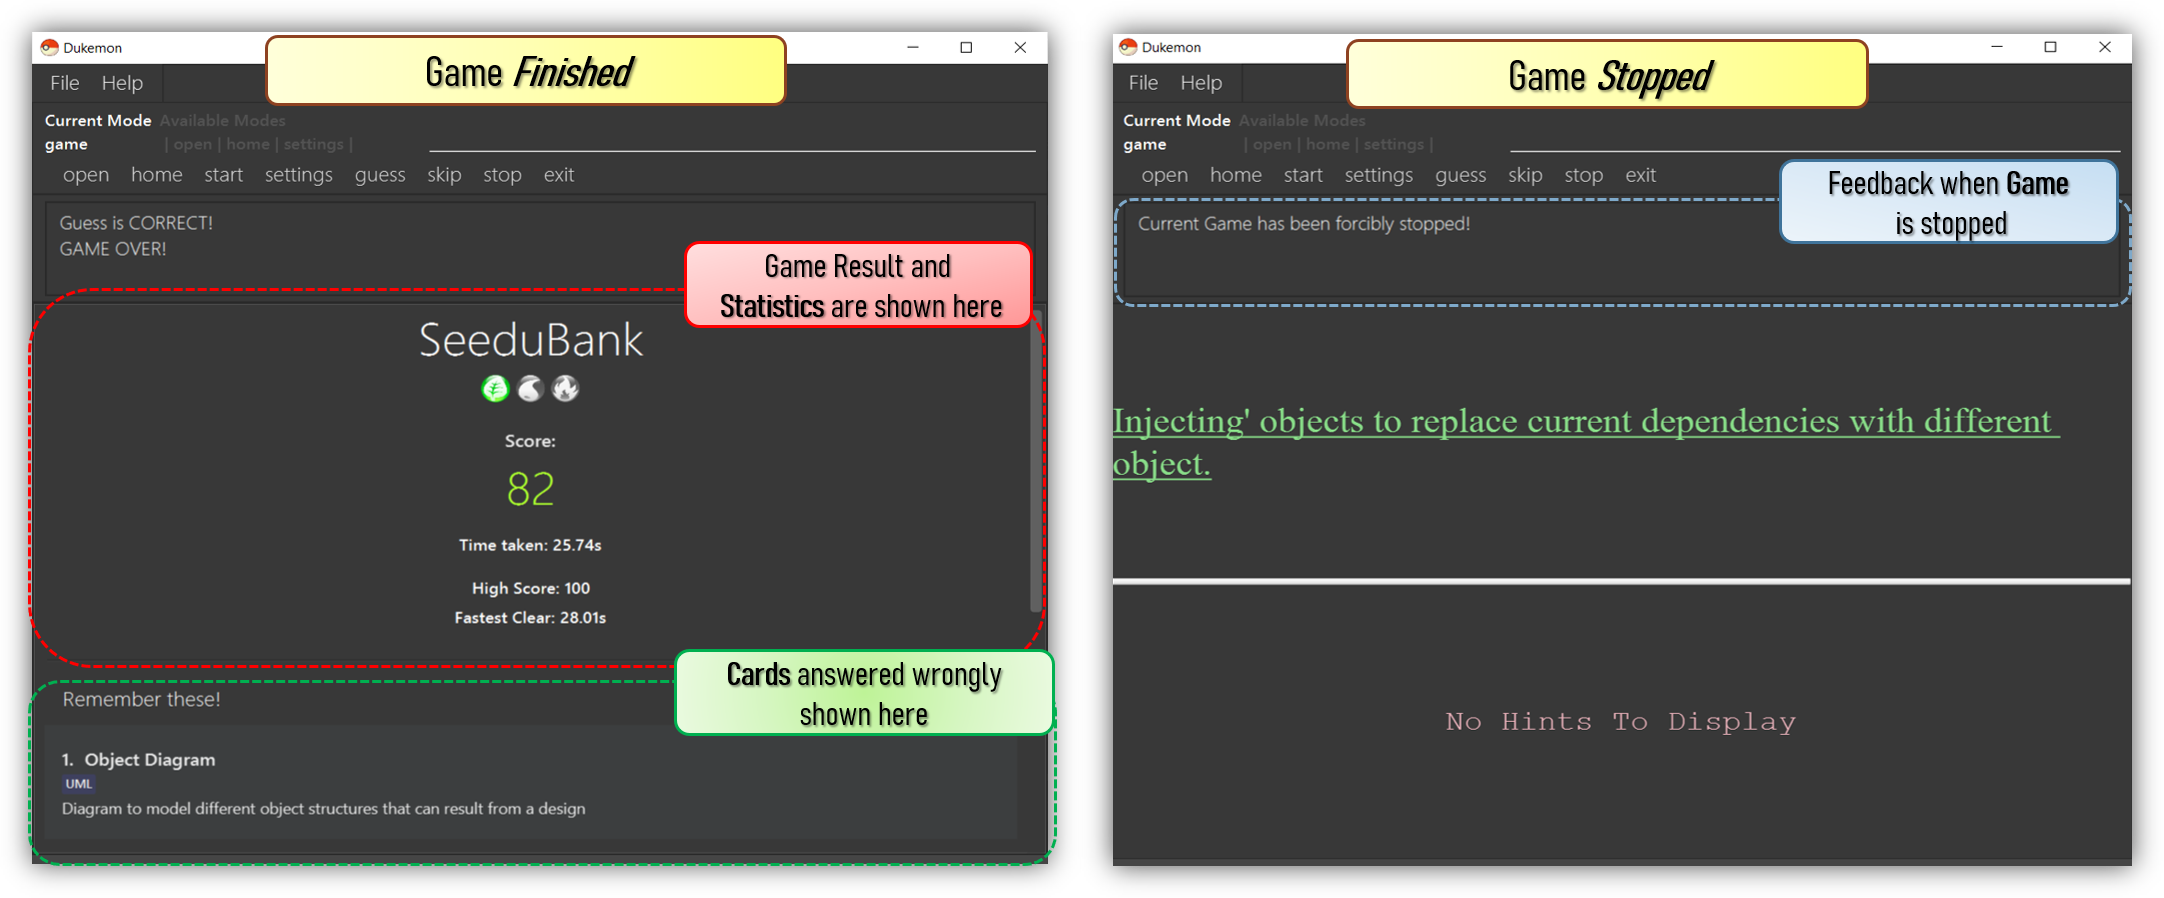 Dukemon
Game Finished
File Help
Current Mode Available Modes
game | open | home | settings |
open home start settings guess skip stop exit
Guess is CORRECT!
GAME OVER!
Game Result and
Statistics are shown here
SeeduBank
Score:
82
Time taken: 25.74s
High Score: 100
Fastest Clear: 28.01s
Cards answered wrongly
shown here
Remember these!
1. Object Diagram
UML
Diagram to model different object structures that can result from a design
Dukemon
Game Stopped
File Help
Current Mode Available Modes
game | open | home | settings |
open home start settings guess skip stop exit
Feedback when Game
is stopped
Current Game has been forcibly stopped!
Injecting' objects to replace current dependencies with different
object.
No Hints To Display